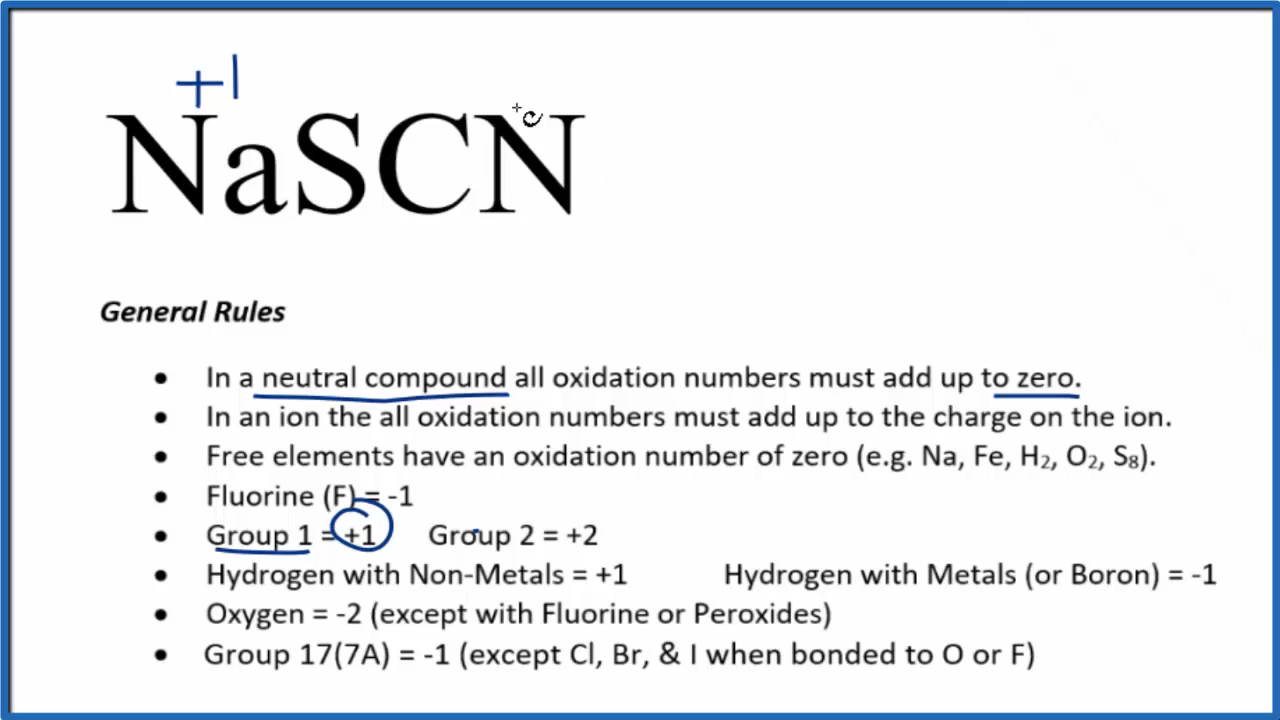 +1
NaSCN
General Rules
• In a neutral compound all oxidation numbers must add up to zero.
• In an ion the all oxidation numbers must add up to the charge on the ion.
• Free elements have an oxidation number of zero (e.g. Na, Fe, H₂, O₂, S₈).
• Fluorine (F) = -1
• Group 1 = +1 Group 2 = +2
• Hydrogen with Non-Metals = +1 Hydrogen with Metals (or Boron) = -1
• Oxygen = -2 (except with Fluorine or Peroxides)
• Group 17(7A) = -1 (except Cl, Br, & I when bonded to O or F)